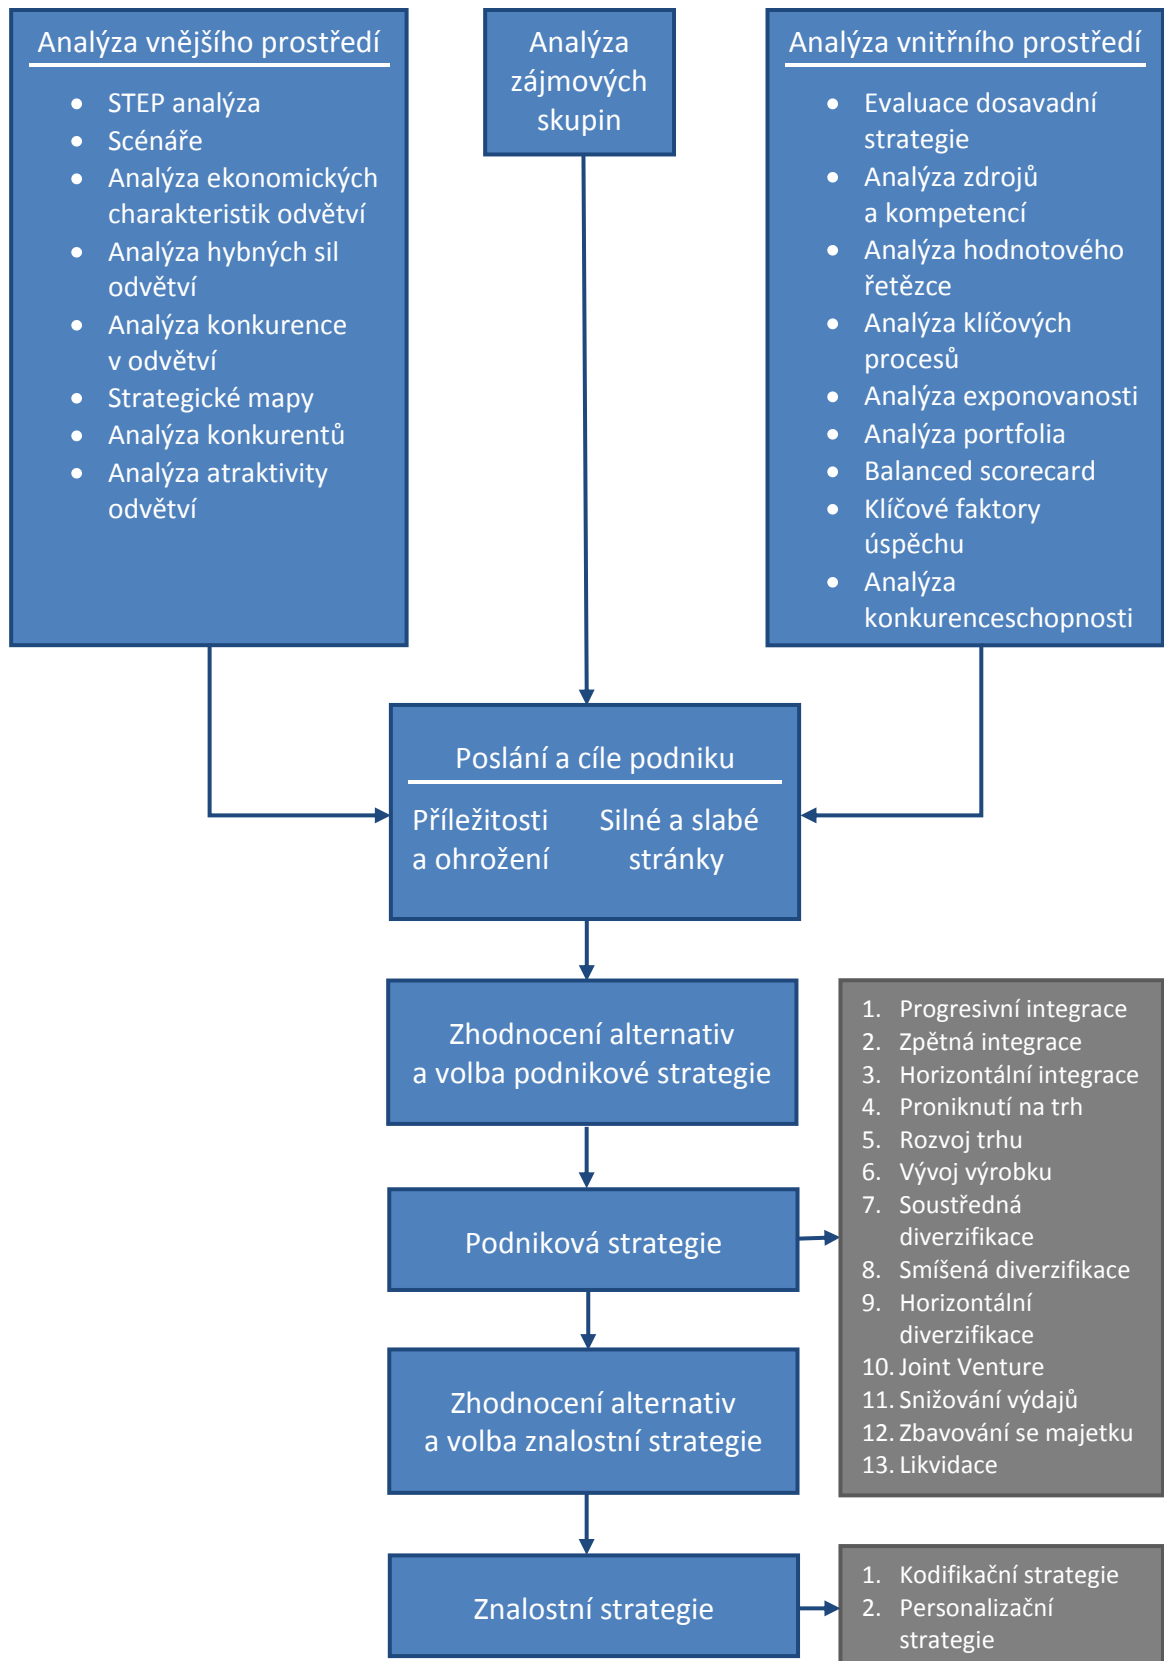 Analýza vnějšího prostředí
• STEP analýza
• Scénáře
• Analýza ekonomických
charakteristik odvětví
• Analýza hybných sil
odvětví
• Analýza konkurence
v odvětví
• Strategické mapy
• Analýza konkurentů
• Analýza atraktivity
odvětví
Analýza
zájmových
skupin
Analýza vnitřního prostředí
• Evaluace dosavadní
strategie
• Analýza zdrojů
a kompetencí
• Analýza hodnotového
řetězce
• Analýza klíčových
procesů
• Analýza exponovanosti
• Analýza portfolia
• Balanced scorecard
• Klíčové faktory
úspěchu
• Analýza
konkurenceschopnosti
Poslání a cíle podniku
Příležitosti
a ohrožení
Silné a slabé
stránky
Zhodnocení alternativ
a volba podnikové strategie
Podniková strategie
1. Progresivní integrace
2. Zpětná integrace
3. Horizontální integrace
4. Proniknutí na trh
5. Rozvoj trhu
6. Vývoj výrobku
7. Soustředná
diverzifikace
8. Smíšená diverzifikace
9. Horizontální
diverzifikace
10. Joint Venture
11. Snižování výdajů
12. Zbavování se majetku
13. Likvidace
Zhodnocení alternativ
a volba znalostní strategie
Znalostní strategie
1. Kodifikační strategie
2. Personalizační
strategie